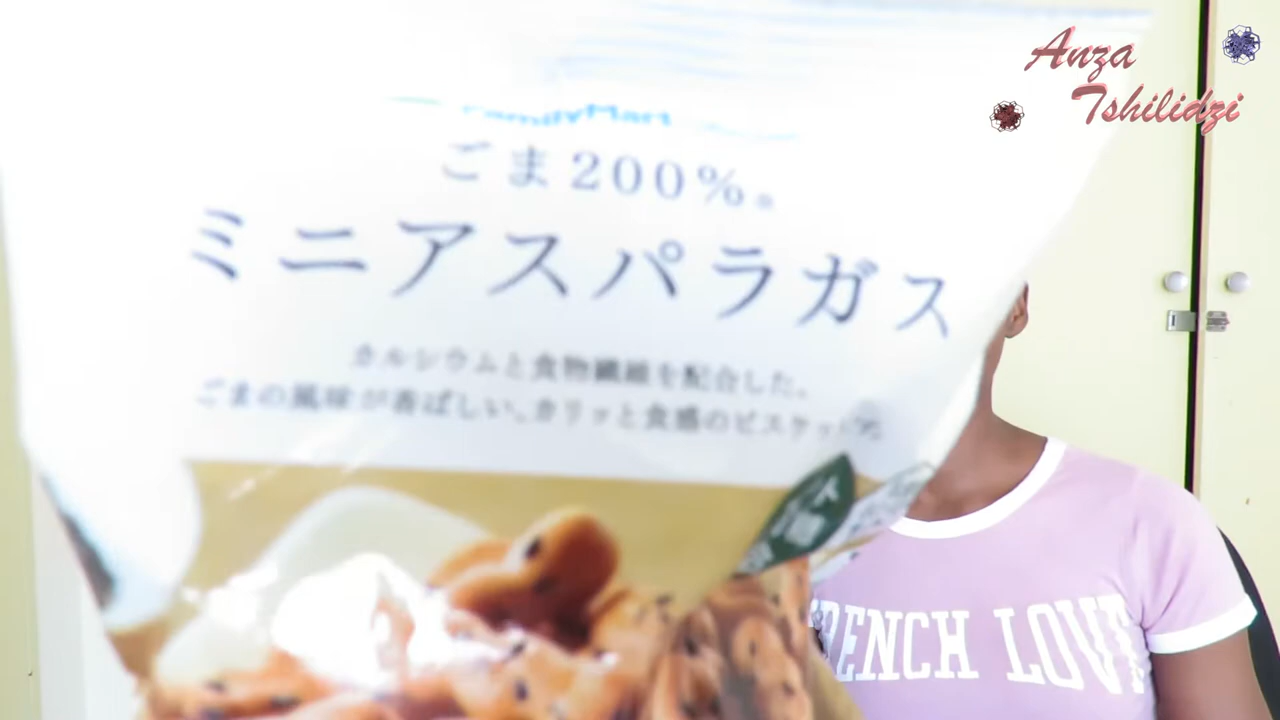 Anza
Tshilidzi
FamilyMart
ごま200%。
ミニアスパラガス
カルシウムと食物繊維を配合した、
ごまの風味が香ばしい、カリッと食感のビスケット
FRENCH LOVE